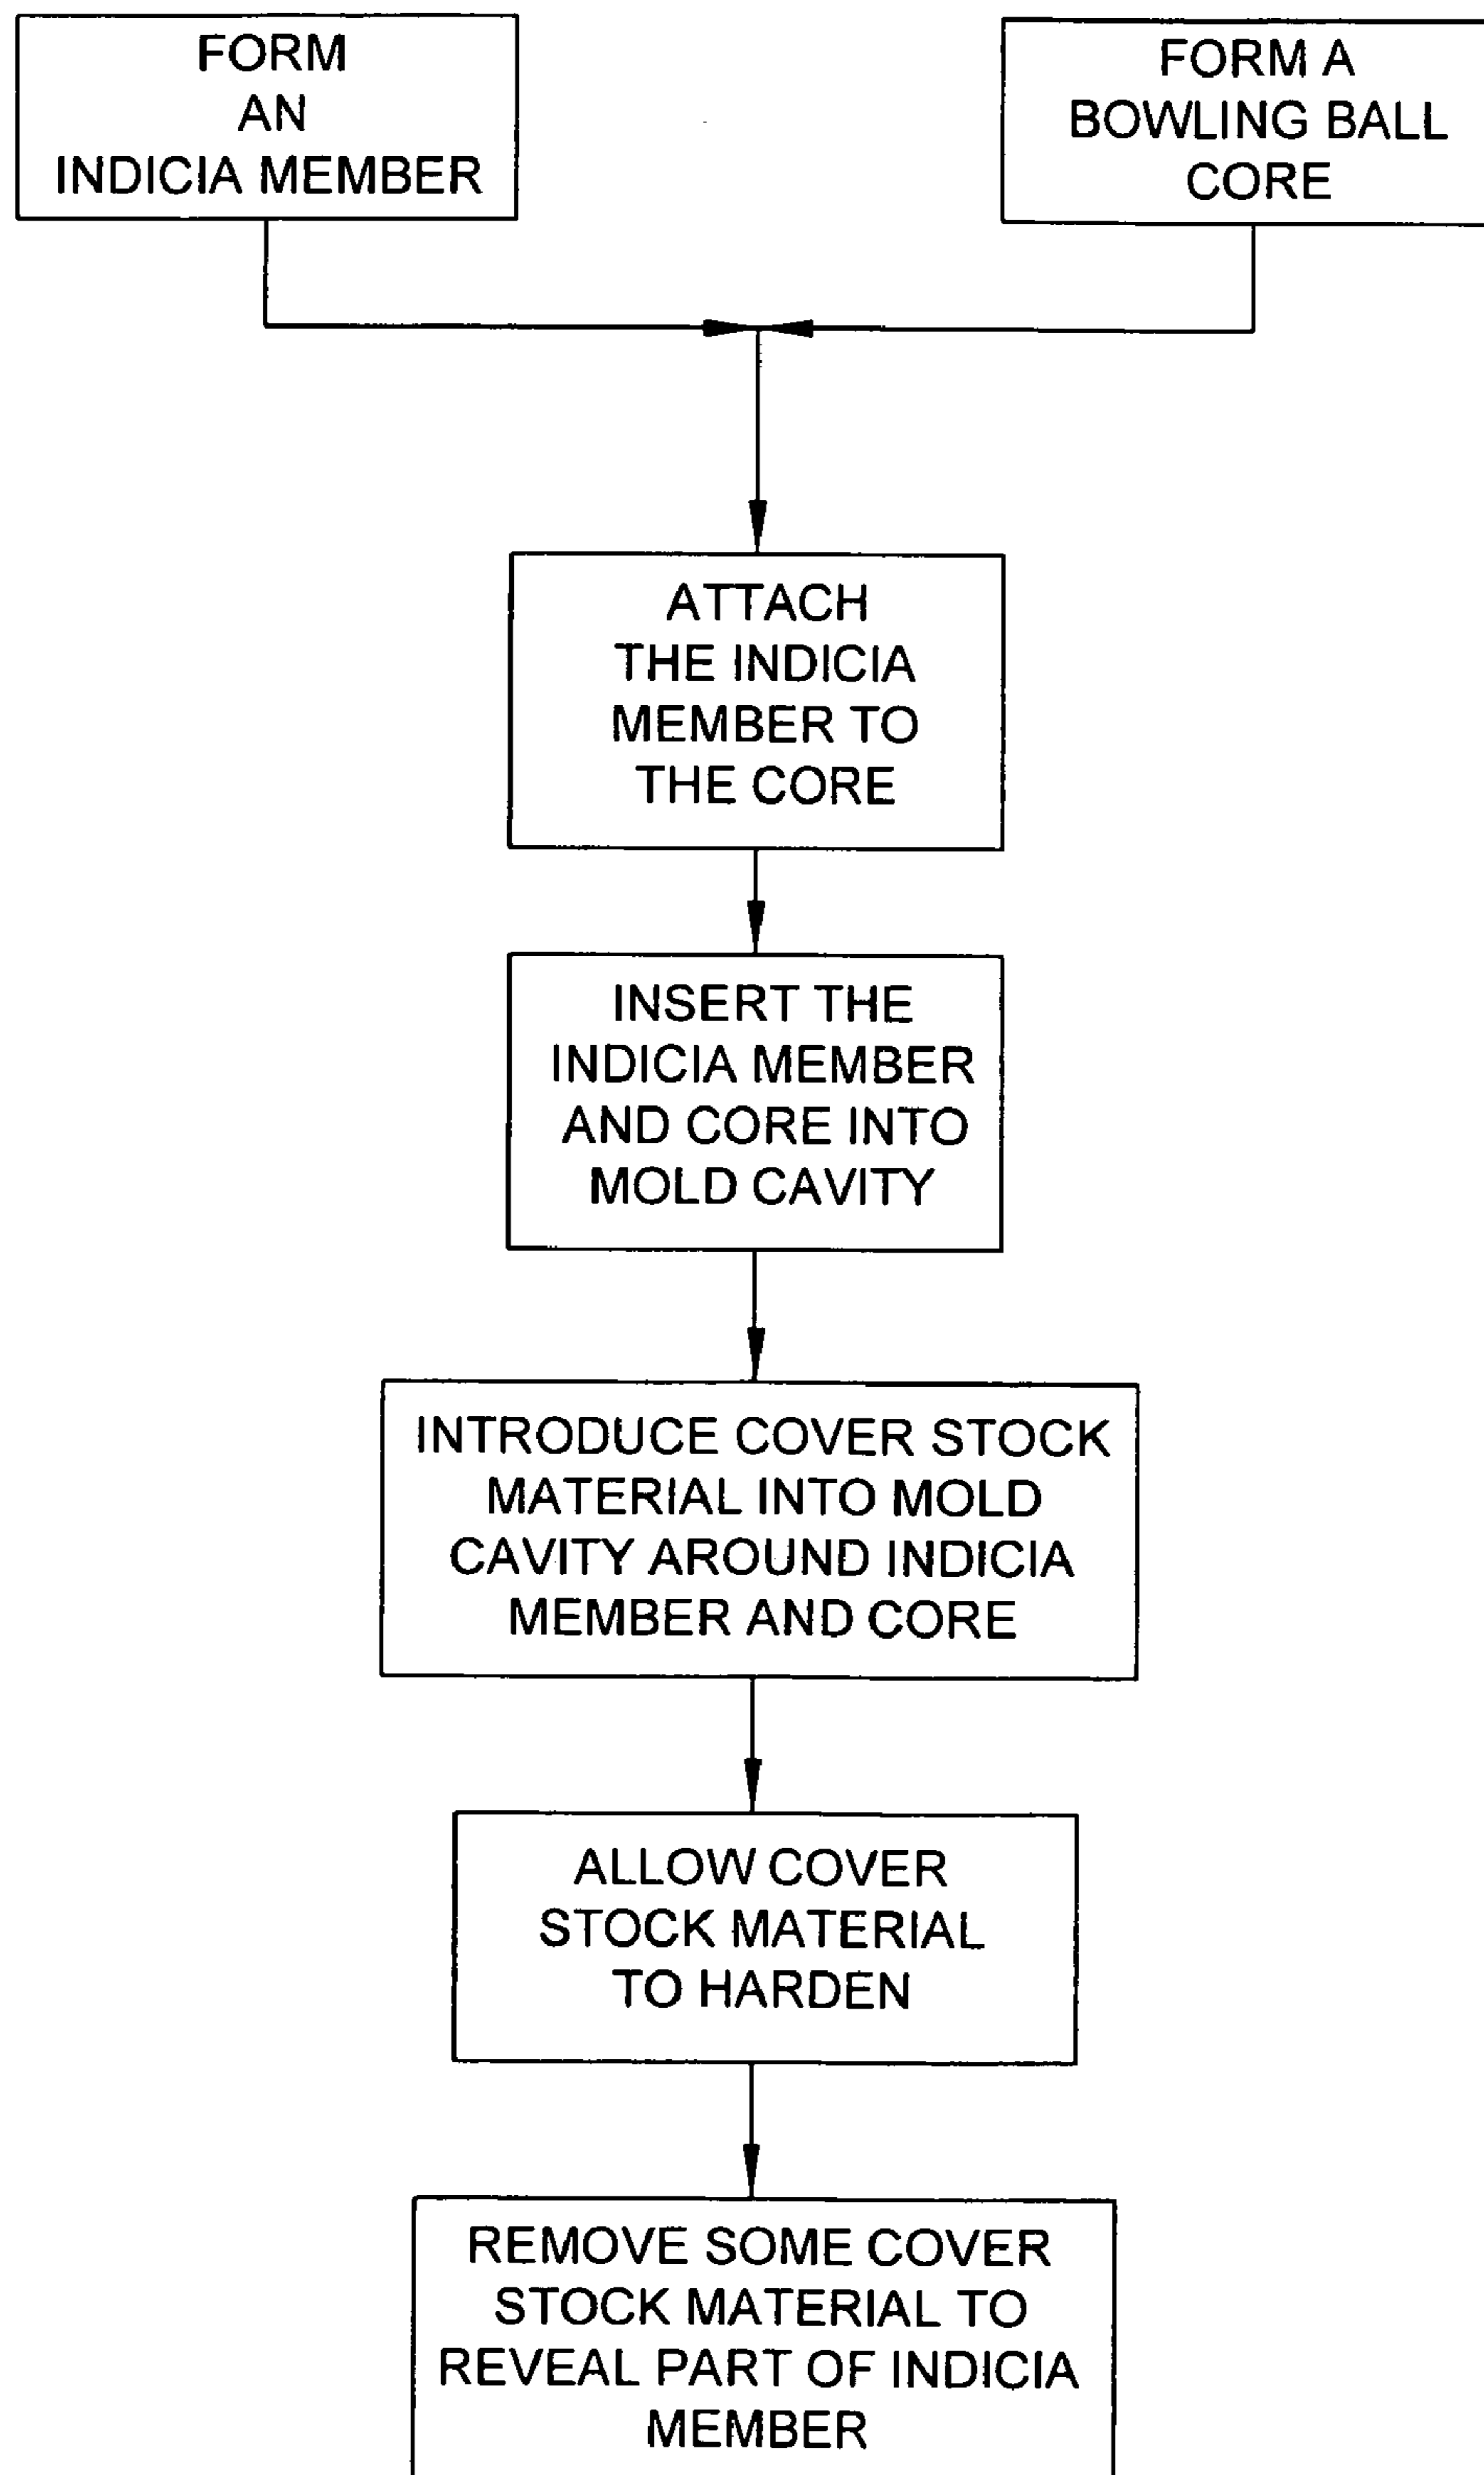 FORM
AN
INDICIA MEMBER
FORM A
BOWLING BALL
CORE
ATTACH
THE INDICIA
MEMBER TO
THE CORE
INSERT THE
INDICIA MEMBER
AND CORE INTO
MOLD CAVITY
INTRODUCE COVER STOCK
MATERIAL INTO MOLD
CAVITY AROUND INDICIA
MEMBER AND CORE
ALLOW COVER
STOCK MATERIAL
TO HARDEN
REMOVE SOME COVER
STOCK MATERIAL TO
REVEAL PART OF INDICIA
MEMBER